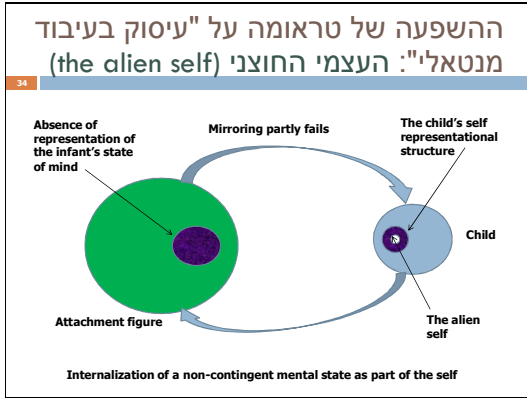 ההשפעה של טראומה על "עיסוק בעיבוד
מנטאלי": העצמי החוצני (the alien self)
34
Absence of
representation of
the infant's state
of mind
Mirroring partly fails
The child's self
representational
structure
Child
Attachment figure
The alien
self
Internalization of a non-contingent mental state as part of the self